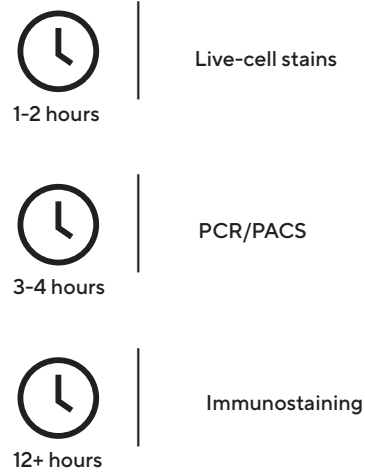 Live-cell stains
1-2 hours
PCR/PACS
3-4 hours
Immunostaining
12+ hours